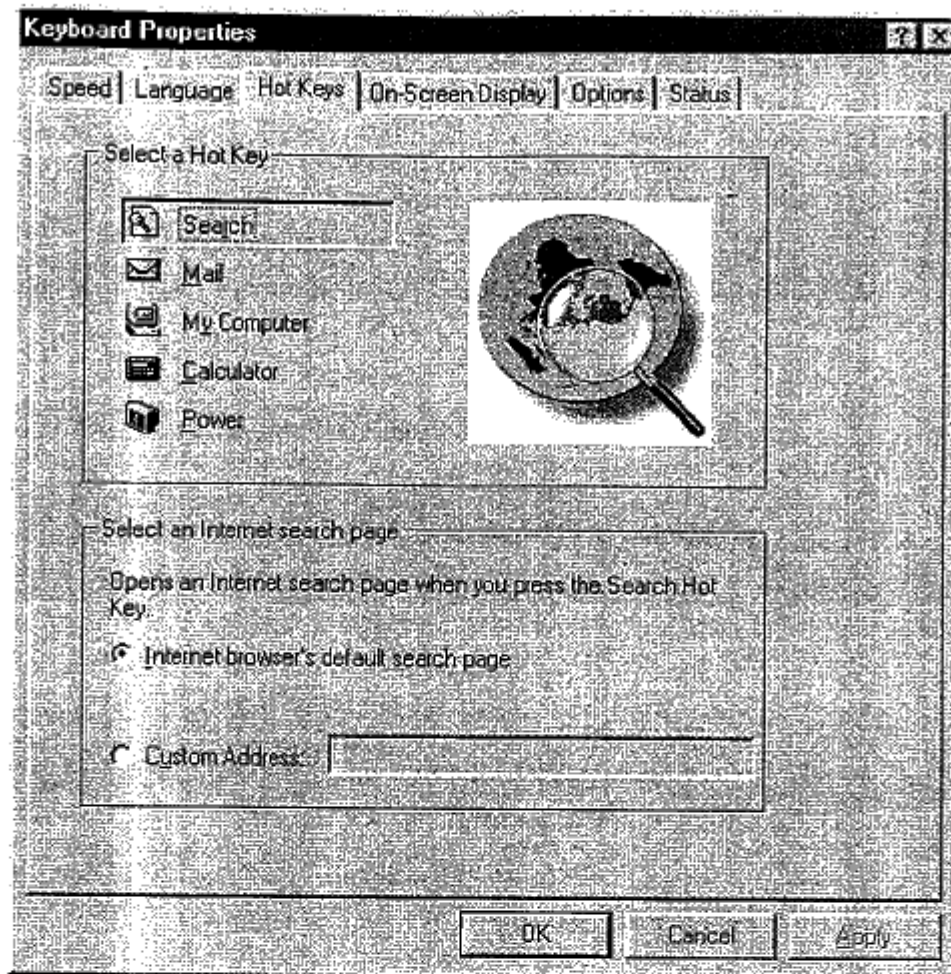 Keyboard Properties
Speed Language Hot Keys On-Screen Display Options Status
Select a Hot Key
Search
Mail
My Computer
Calculator
Power
Select an Internet search page
Opens an Internet search page when you press the Search Hot
Key
Internet browser's default search page
Custom Address:
OK Cancel Apply